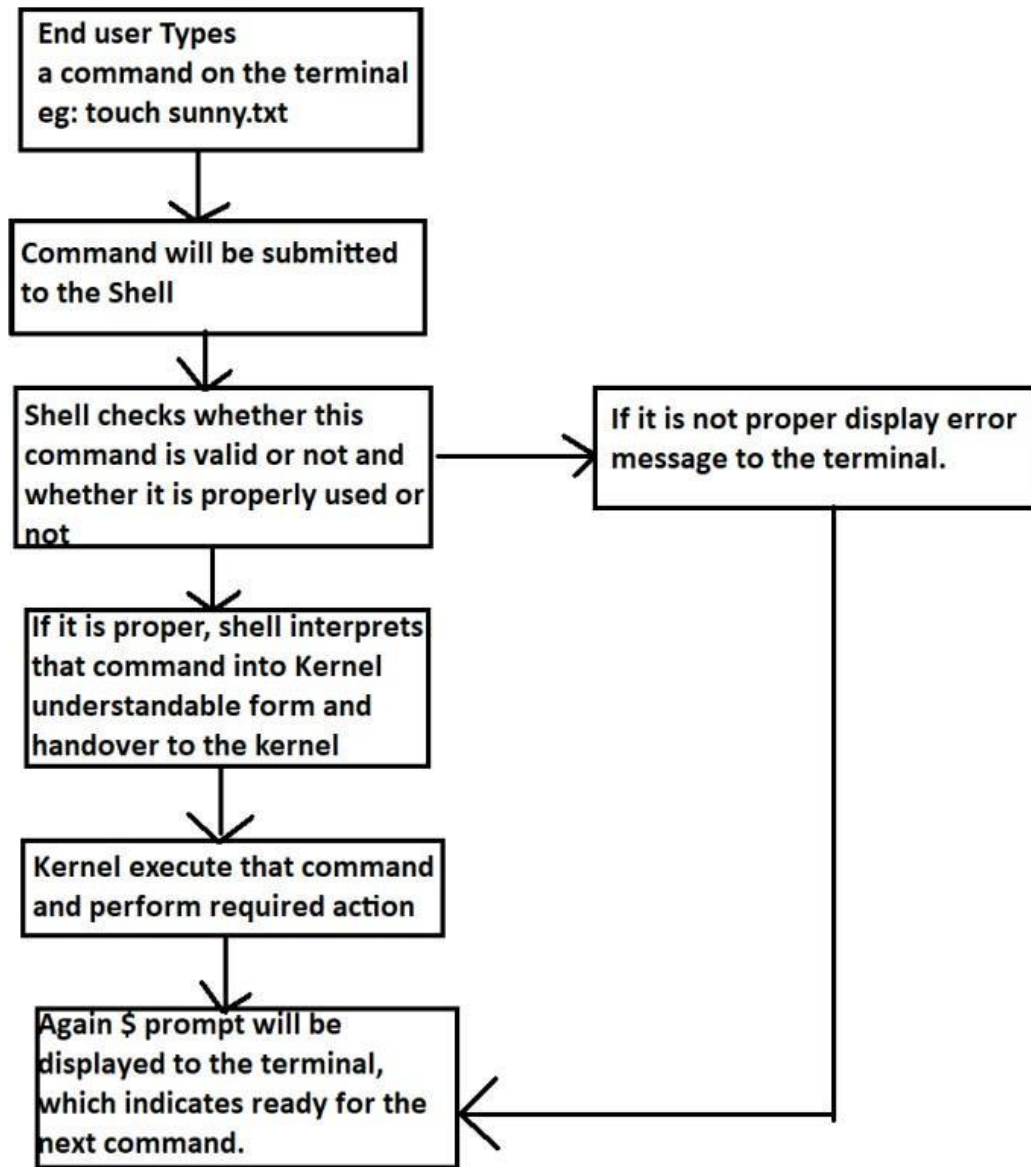 End user Types
a command on the terminal
eg: touch sunny.txt
Command will be submitted
to the Shell
Shell checks whether this
command is valid or not and
whether it is properly used or
not
If it is not proper display error
message to the terminal.
If it is proper, shell interprets
that command into Kernel
understandable form and
handover to the kernel
Kernel execute that command
and perform required action
Again $ prompt will be
displayed to the terminal,
which indicates ready for the
next command.